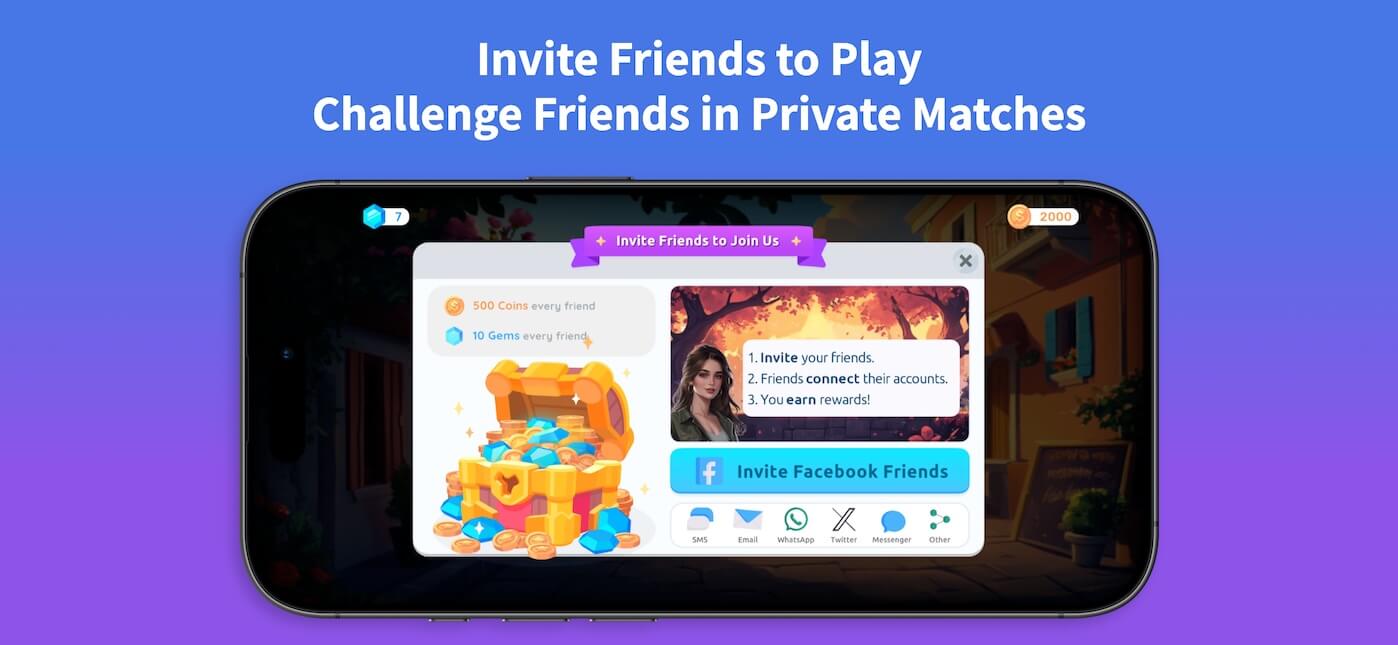 Invite Friends to Play
Challenge Friends in Private Matches
7
2000
Invite Friends to Join Us
500 Coins every friend
10 Gems every friend
1. Invite your friends.
2. Friends connect their accounts.
3. You earn rewards!
Invite Facebook Friends
SMS
Email
WhatsApp
Twitter
Messenger
Other